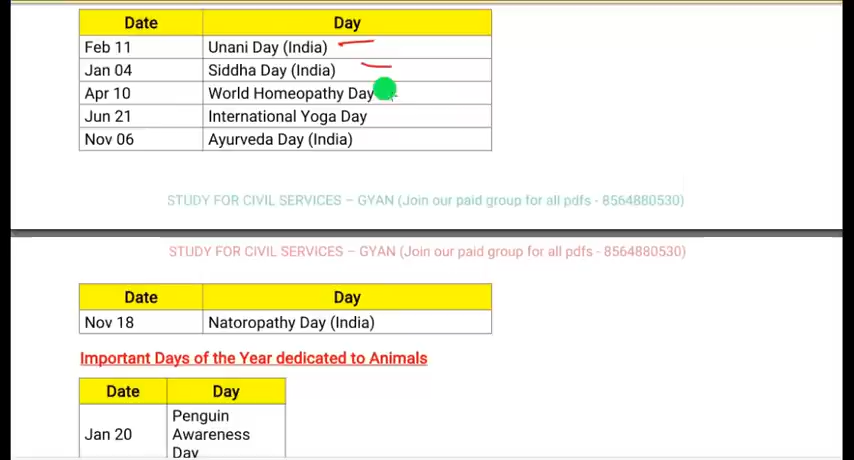 Date Day
Feb 11 Unani Day (India)
Jan 04 Siddha Day (India)
Apr 10 World Homeopathy Day
Jun 21 International Yoga Day
Nov 06 Ayurveda Day (India)
STUDY FOR CIVIL SERVICES – GYAN (Join our paid group for all pdfs - 8564880530)
STUDY FOR CIVIL SERVICES – GYAN (Join our paid group for all pdfs - 8564880530)
Date Day
Nov 18 Natoropathy Day (India)
Important Days of the Year dedicated to Animals
Date Day
Penguin
Jan 20 Awareness
Day